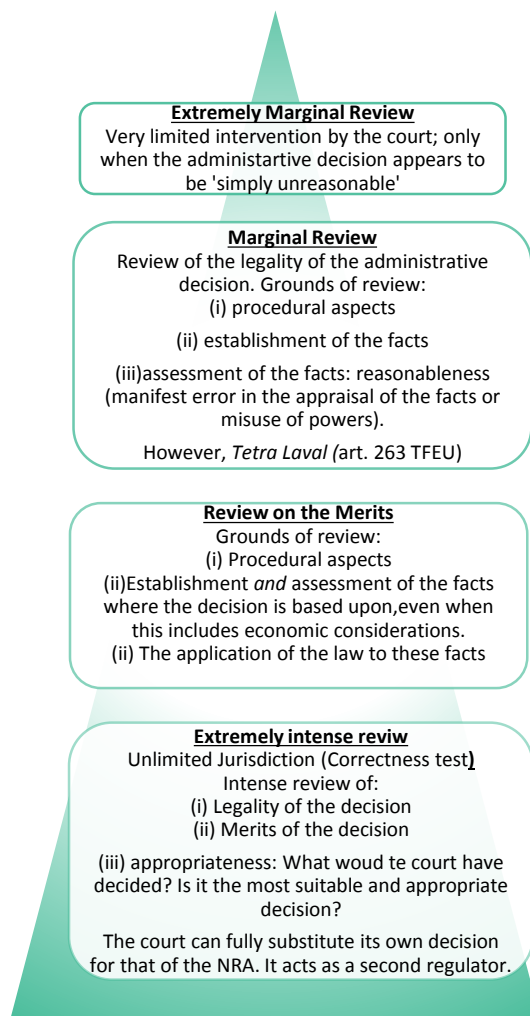 Extremely Marginal Review
Very limited intervention by the court; only
when the administartive decision appears to
be 'simply unreasonable'
Marginal Review
Review of the legality of the administrative
decision. Grounds of review:
(i) procedural aspects
(ii) establishment of the facts
(iii)assessment of the facts: reasonableness
(manifest error in the appraisal of the facts or
misuse of powers).
However, Tetra Laval (art. 263 TFEU)
Review on the Merits
Grounds of review:
(i) Procedural aspects
(ii)Establishment and assessment of the facts
where the decision is based upon,even when
this includes economic considerations.
(ii) The application of the law to these facts
Extremely intense reviw
Unlimited Jurisdiction (Correctness test)
Intense review of:
(i) Legality of the decision
(ii) Merits of the decision
(iii) appropriateness: What woud te court have
decided? Is it the most suitable and appropriate
decision?
The court can fully substitute its own decision
for that of the NRA. It acts as a second regulator.